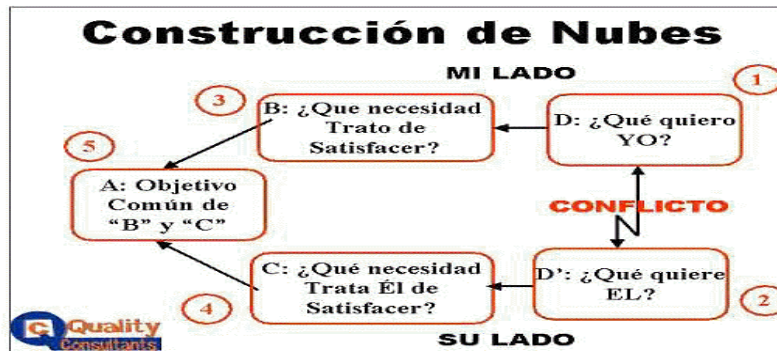 Construcción de Nubes
MI LADO
1
3
B: ¿Que necesidad
Trato de
Satisfacer?
D: ¿Qué quiero
YO?
5
A: Objetivo
Común de
“B” y “C”
CONFLICTO
C: ¿Qué necesidad
Trata Él de
Satisfacer?
D’: ¿Qué quiere
EL?
4
2
Quality
Consultants
SU LADO